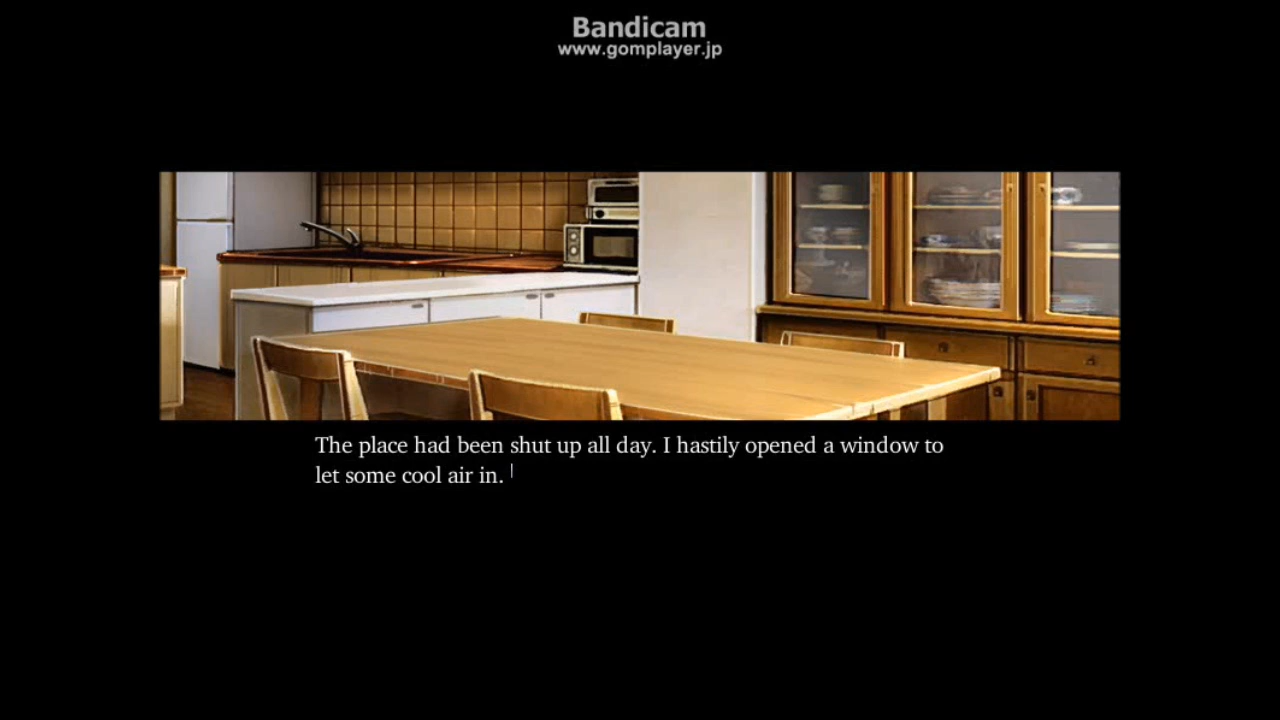 Bandicam
www.gomplayer.jp
The place had been shut up all day. I hastily opened a window to
let some cool air in.